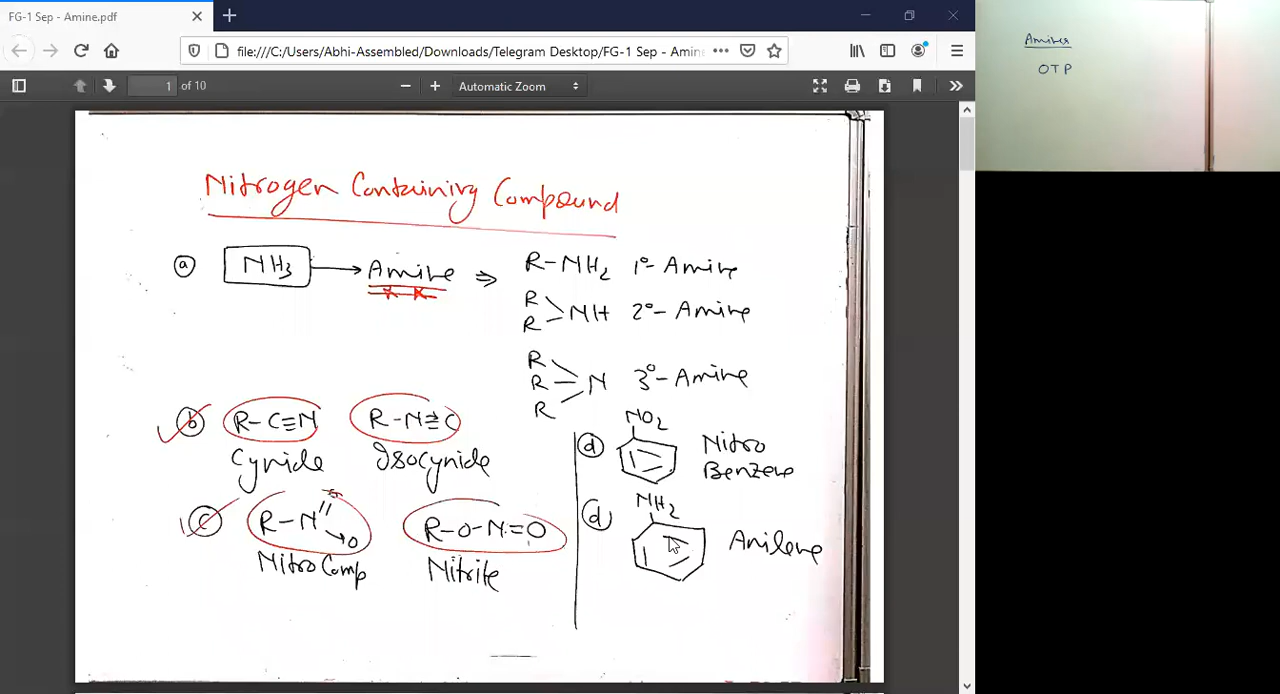 FG-1 Sep - Amine.pdf
file:///C:/Users/Abhi-Assembled/Downloads/Telegram Desktop/FG-1 Sep - Amine
1 of 10
Automatic Zoom
Amines
OTP
Nitrogen Containing Compound
(a) NH3 → Amine ⇒ R-NH2 1°- Amine
R
R > NH 2°- Amine
R
R - N 3°- Amine
R
(b) R-C≡N R-N≡C
Cynide Isocynide
(c) R-N →O R-O-N=O
Nitro Comp Nitrite
NO2
(d) Nitro
Benzene
NH2
(d) Anilene